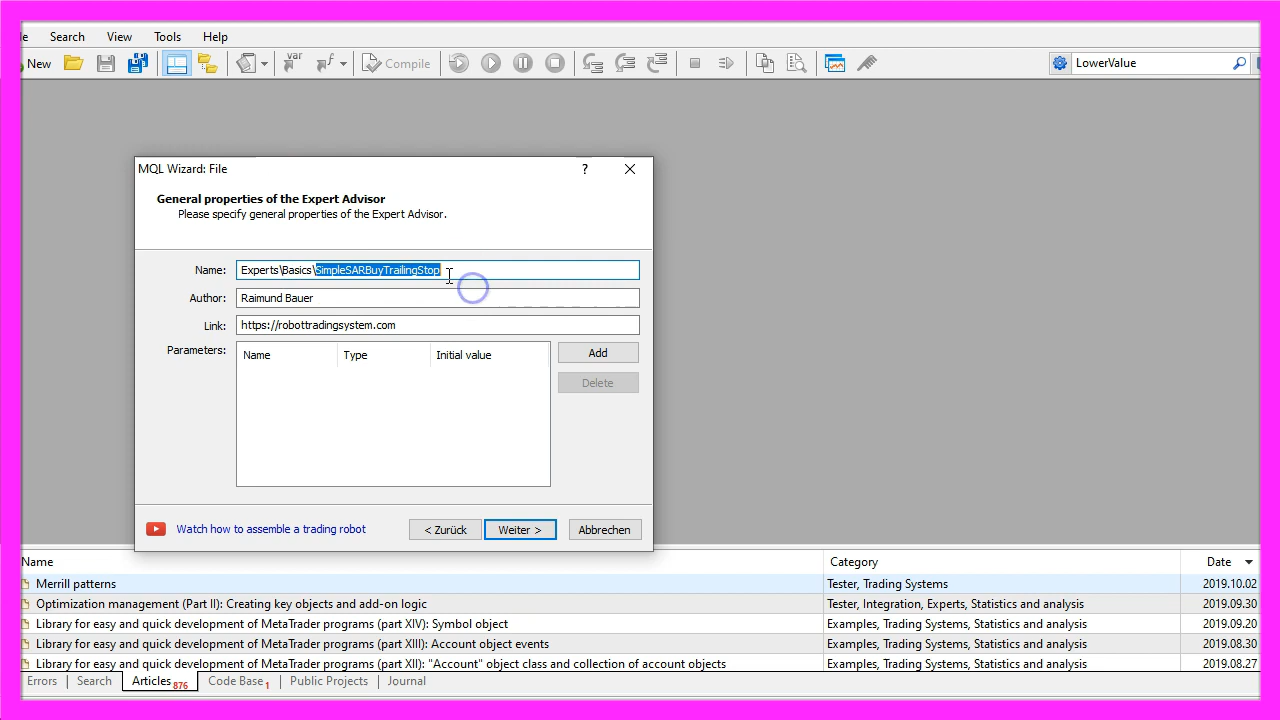 Search View Tools Help
New var Compile LowerValue
MQL Wizard: File ?
General properties of the Expert Advisor
Please specify general properties of the Expert Advisor.
Name: Experts\Basics\SimpleSARBuyTrailingStop
Author: Raimund Bauer
Link: https://robottradingsystem.com
Parameters: Name Type Initial value Add
Delete
Watch how to assemble a trading robot < Zurück Weiter > Abbrechen
Name Category Date
Merrill patterns Tester, Trading Systems 2019.10.02
Optimization management (Part II): Creating key objects and add-on logic Tester, Integration, Experts, Statistics and analysis 2019.09.30
Library for easy and quick development of MetaTrader programs (part XIV): Symbol object Examples, Trading Systems, Statistics and analysis 2019.09.20
Library for easy and quick development of MetaTrader programs (part XIII): Account object events Examples, Trading Systems, Statistics and analysis 2019.08.30
Library for easy and quick development of MetaTrader programs (part XII): "Account" object class and collection of account objects Examples, Trading Systems, Statistics and analysis 2019.08.27
Errors Search Articles 876 Code Base 1 Public Projects Journal